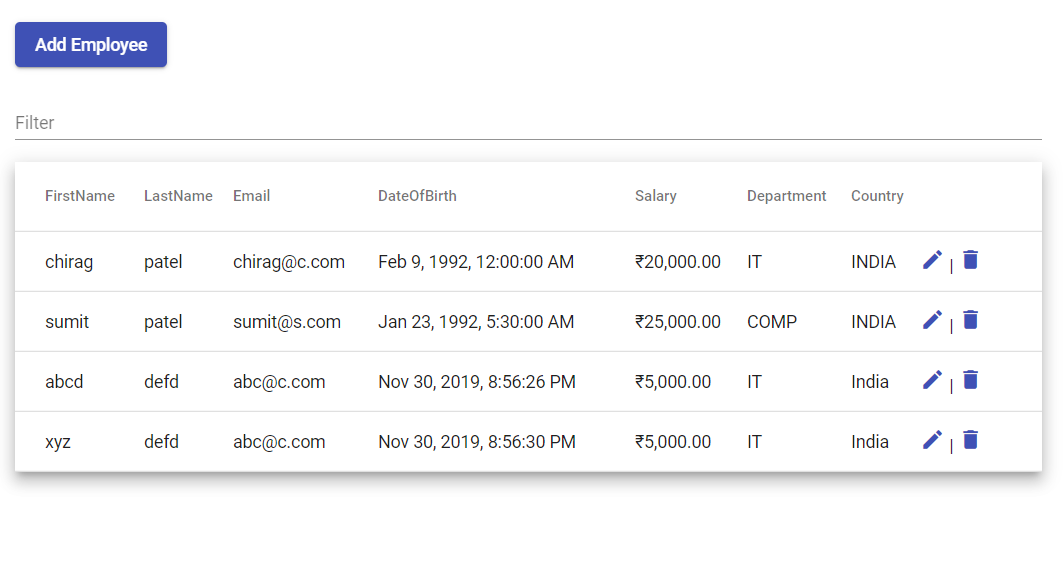 Add Employee
Filter
FirstName LastName Email DateOfBirth Salary Department Country
chirag patel chirag@c.com Feb 9, 1992, 12:00:00 AM ₹20,000.00 IT INDIA |
sumit patel sumit@s.com Jan 23, 1992, 5:30:00 AM ₹25,000.00 COMP INDIA |
abcd defd abc@c.com Nov 30, 2019, 8:56:26 PM ₹5,000.00 IT India |
xyz defd abc@c.com Nov 30, 2019, 8:56:30 PM ₹5,000.00 IT India |